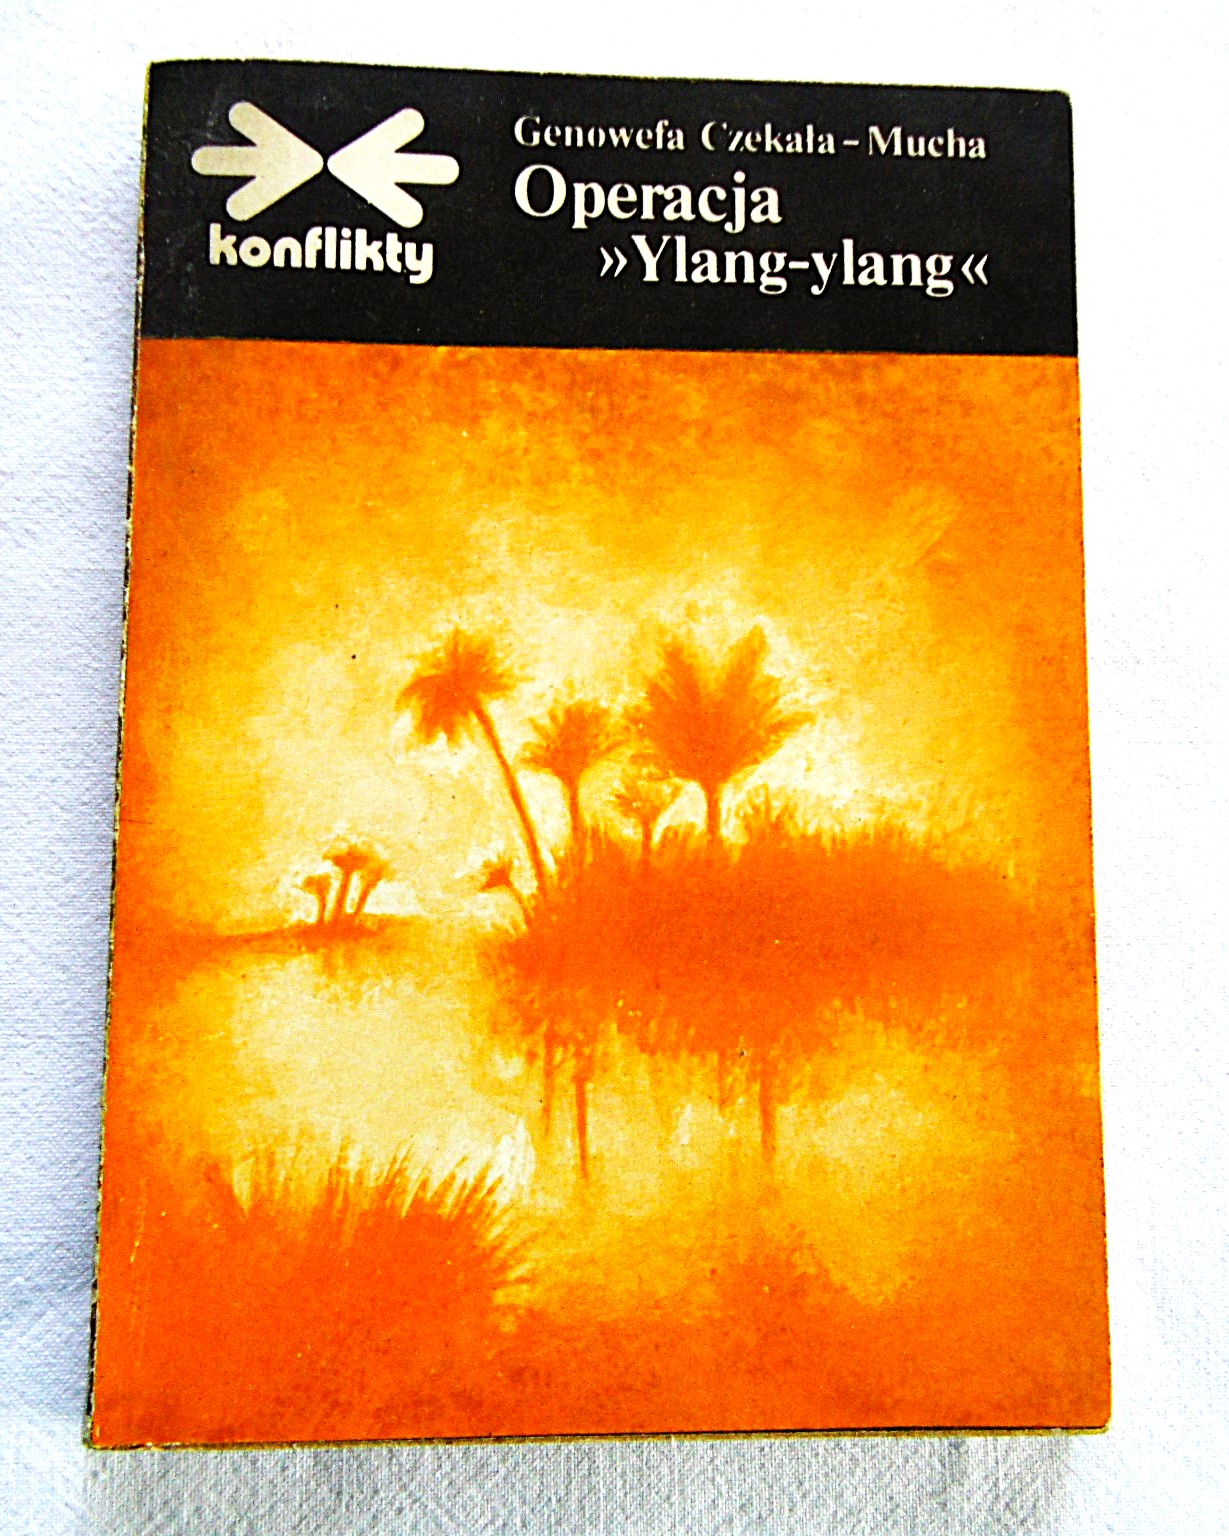 konflikty
Genowefa Czekała-Mucha
Operacja
»Ylang-ylang«